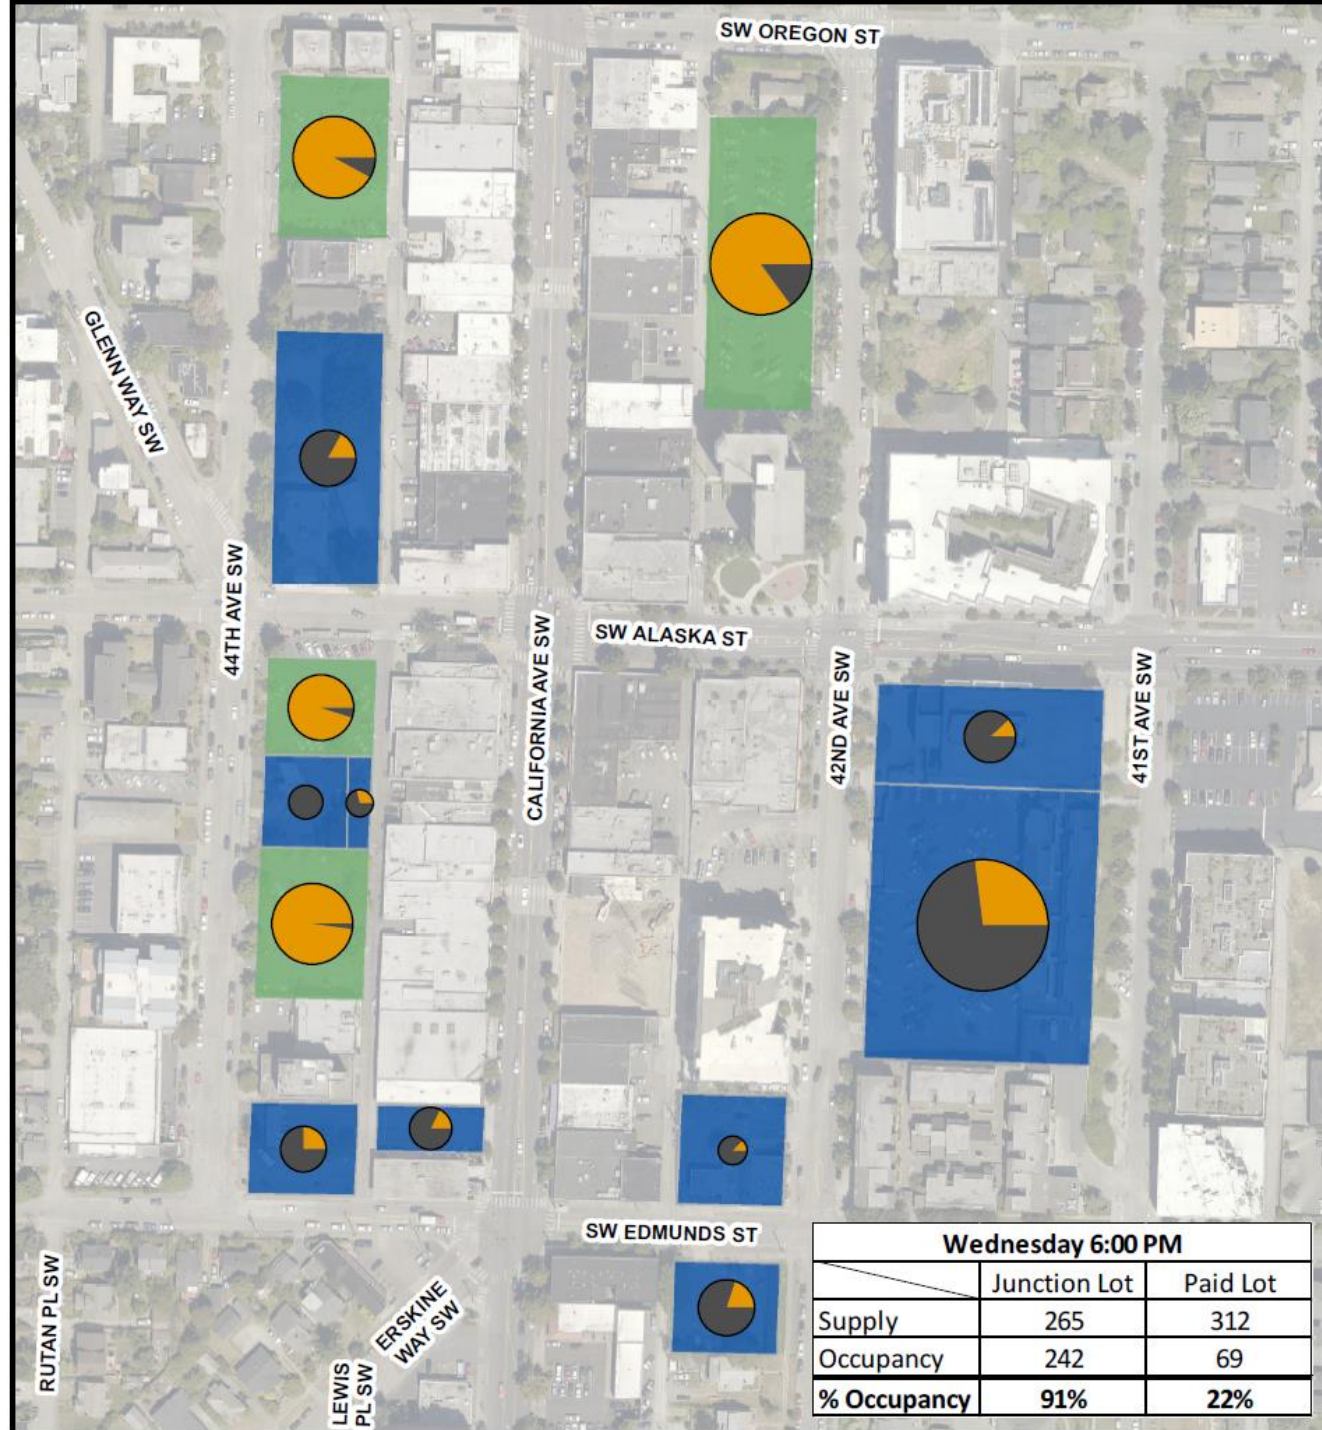 SW OREGON ST
GLENN WAY SW
44TH AVE SW
CALIFORNIA AVE SW
SW ALASKA ST
42ND AVE SW
41ST AVE SW
SW EDMUNDS ST
RUTAN PL SW
LEWIS
PL SW
ERSKINE
WAY SW
Wednesday 6:00 PM
Junction Lot Paid Lot
Supply 265 312
Occupancy 242 69
% Occupancy 91% 22%